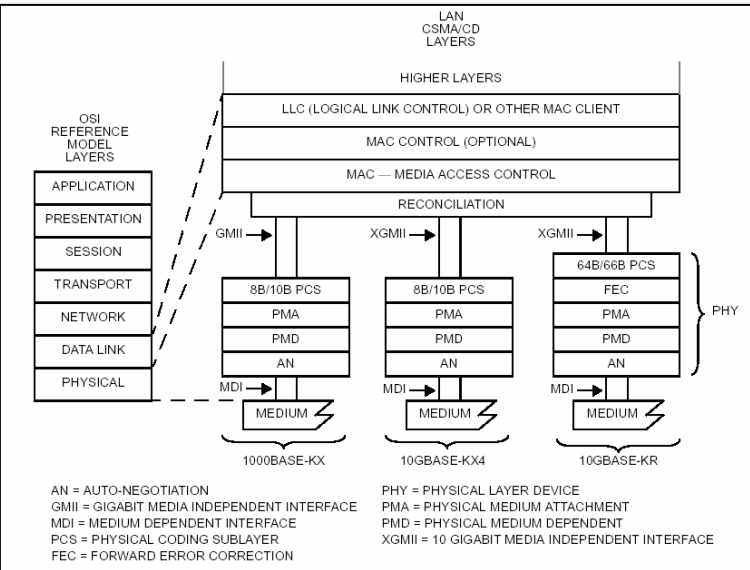 LAN
CSMA/CD
LAYERS
HIGHER LAYERS
LLC (LOGICAL LINK CONTROL) OR OTHER MAC CLIENT
MAC CONTROL (OPTIONAL)
MAC — MEDIA ACCESS CONTROL
RECONCILIATION
OSI
REFERENCE
MODEL
LAYERS
APPLICATION
PRESENTATION
SESSION
TRANSPORT
NETWORK
DATA LINK
PHYSICAL
GMII
8B/10B PCS
PMA
PMD
AN
MDI
MEDIUM
1000BASE-KX
XGMII
8B/10B PCS
PMA
PMD
AN
MDI
MEDIUM
10GBASE-KX4
XGMII
64B/66B PCS
FEC
PMA
PMD
AN
MDI
MEDIUM
10GBASE-KR
PHY
AN = AUTO-NEGOTIATION
GMII = GIGABIT MEDIA INDEPENDENT INTERFACE
MDI = MEDIUM DEPENDENT INTERFACE
PCS = PHYSICAL CODING SUBLAYER
FEC = FORWARD ERROR CORRECTION
PHY = PHYSICAL LAYER DEVICE
PMA = PHYSICAL MEDIUM ATTACHMENT
PMD = PHYSICAL MEDIUM DEPENDENT
XGMII = 10 GIGABIT MEDIA INDEPENDENT INTERFACE